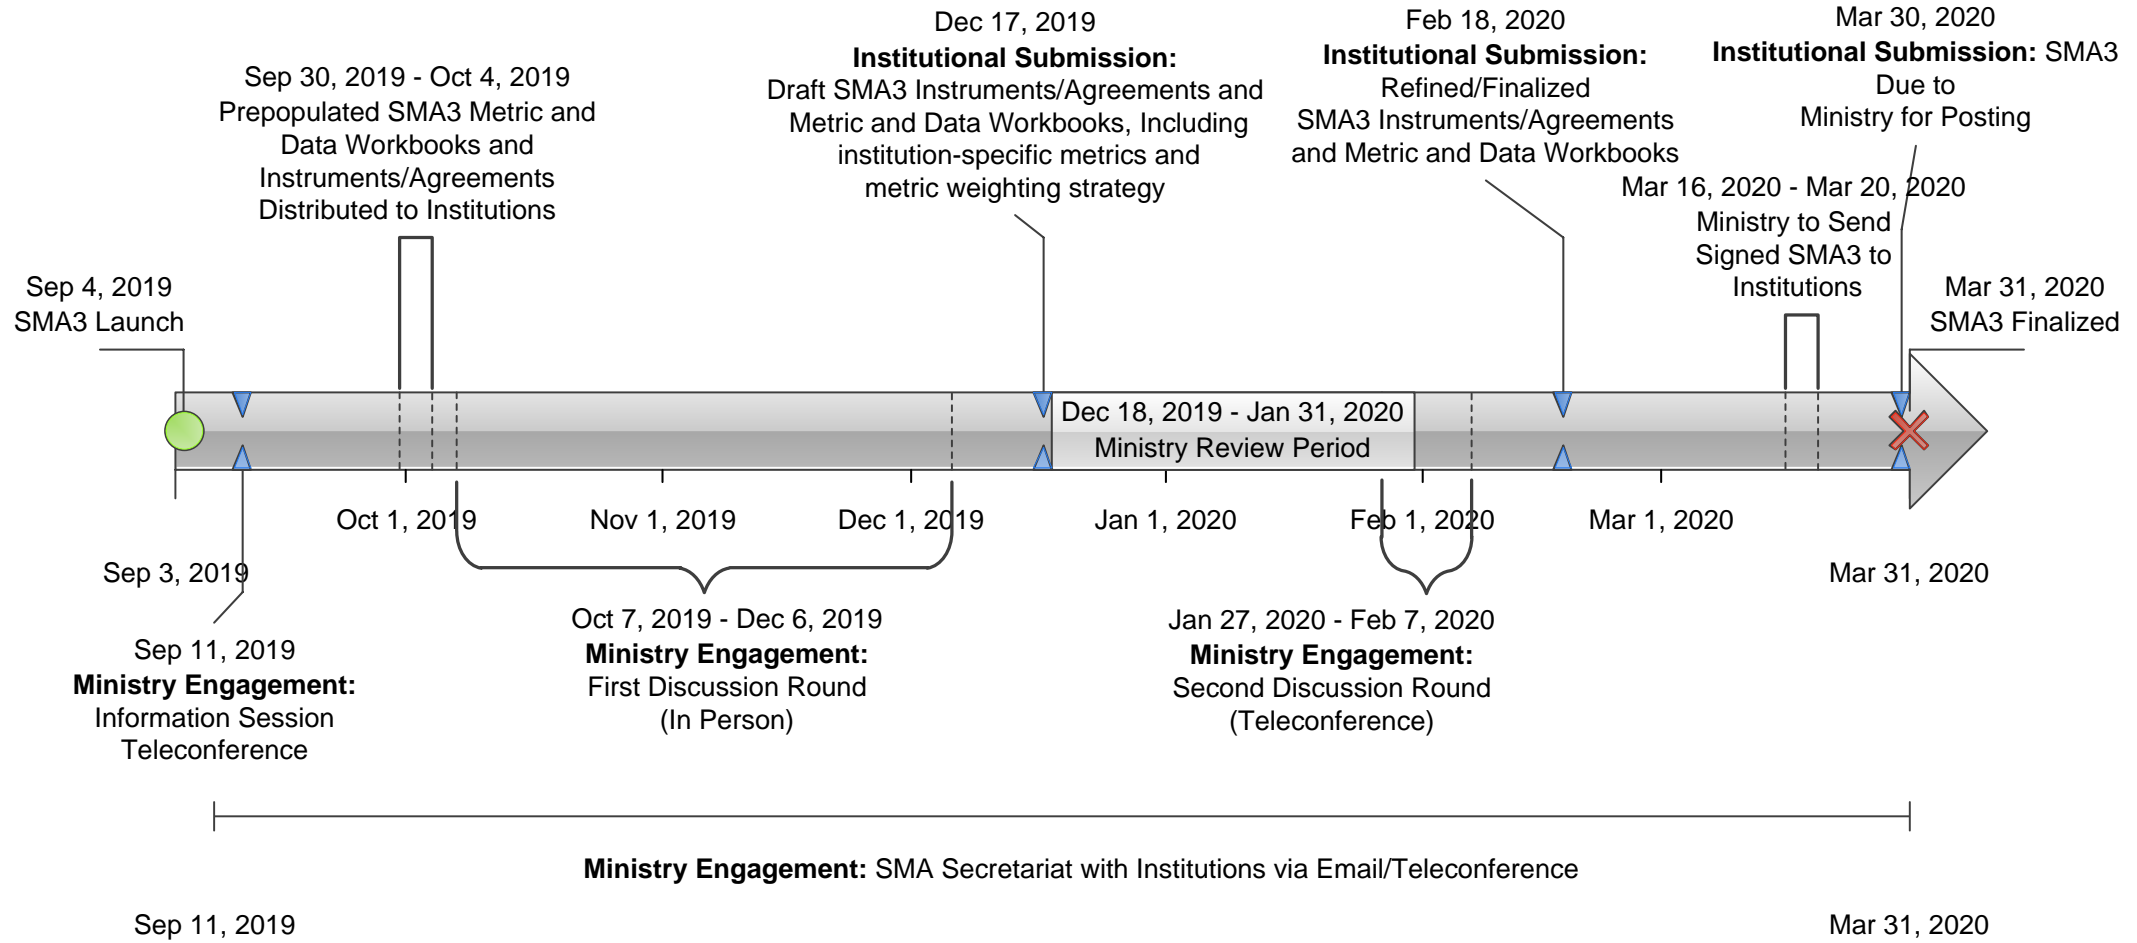 Sep 4, 2019
SMA3 Launch
Sep 30, 2019 - Oct 4, 2019
Prepopulated SMA3 Metric and
Data Workbooks and
Instruments/Agreements
Distributed to Institutions
Dec 17, 2019
Institutional Submission:
Draft SMA3 Instruments/Agreements and
Metric and Data Workbooks, Including
institution-specific metrics and
metric weighting strategy
Feb 18, 2020
Institutional Submission:
Refined/Finalized
SMA3 Instruments/Agreements
and Metric and Data Workbooks
Mar 30, 2020
Institutional Submission: SMA3
Due to
Ministry for Posting
Mar 16, 2020 - Mar 20, 2020
Ministry to Send
Signed SMA3 to
Institutions
Mar 31, 2020
SMA3 Finalized
Dec 18, 2019 - Jan 31, 2020
Ministry Review Period
Oct 1, 2019
Nov 1, 2019
Dec 1, 2019
Jan 1, 2020
Feb 1, 2020
Mar 1, 2020
Sep 3, 2019
Mar 31, 2020
Sep 11, 2019
Ministry Engagement:
Information Session
Teleconference
Oct 7, 2019 - Dec 6, 2019
Ministry Engagement:
First Discussion Round
(In Person)
Jan 27, 2020 - Feb 7, 2020
Ministry Engagement:
Second Discussion Round
(Teleconference)
Ministry Engagement: SMA Secretariat with Institutions via Email/Teleconference
Sep 11, 2019
Mar 31, 2020